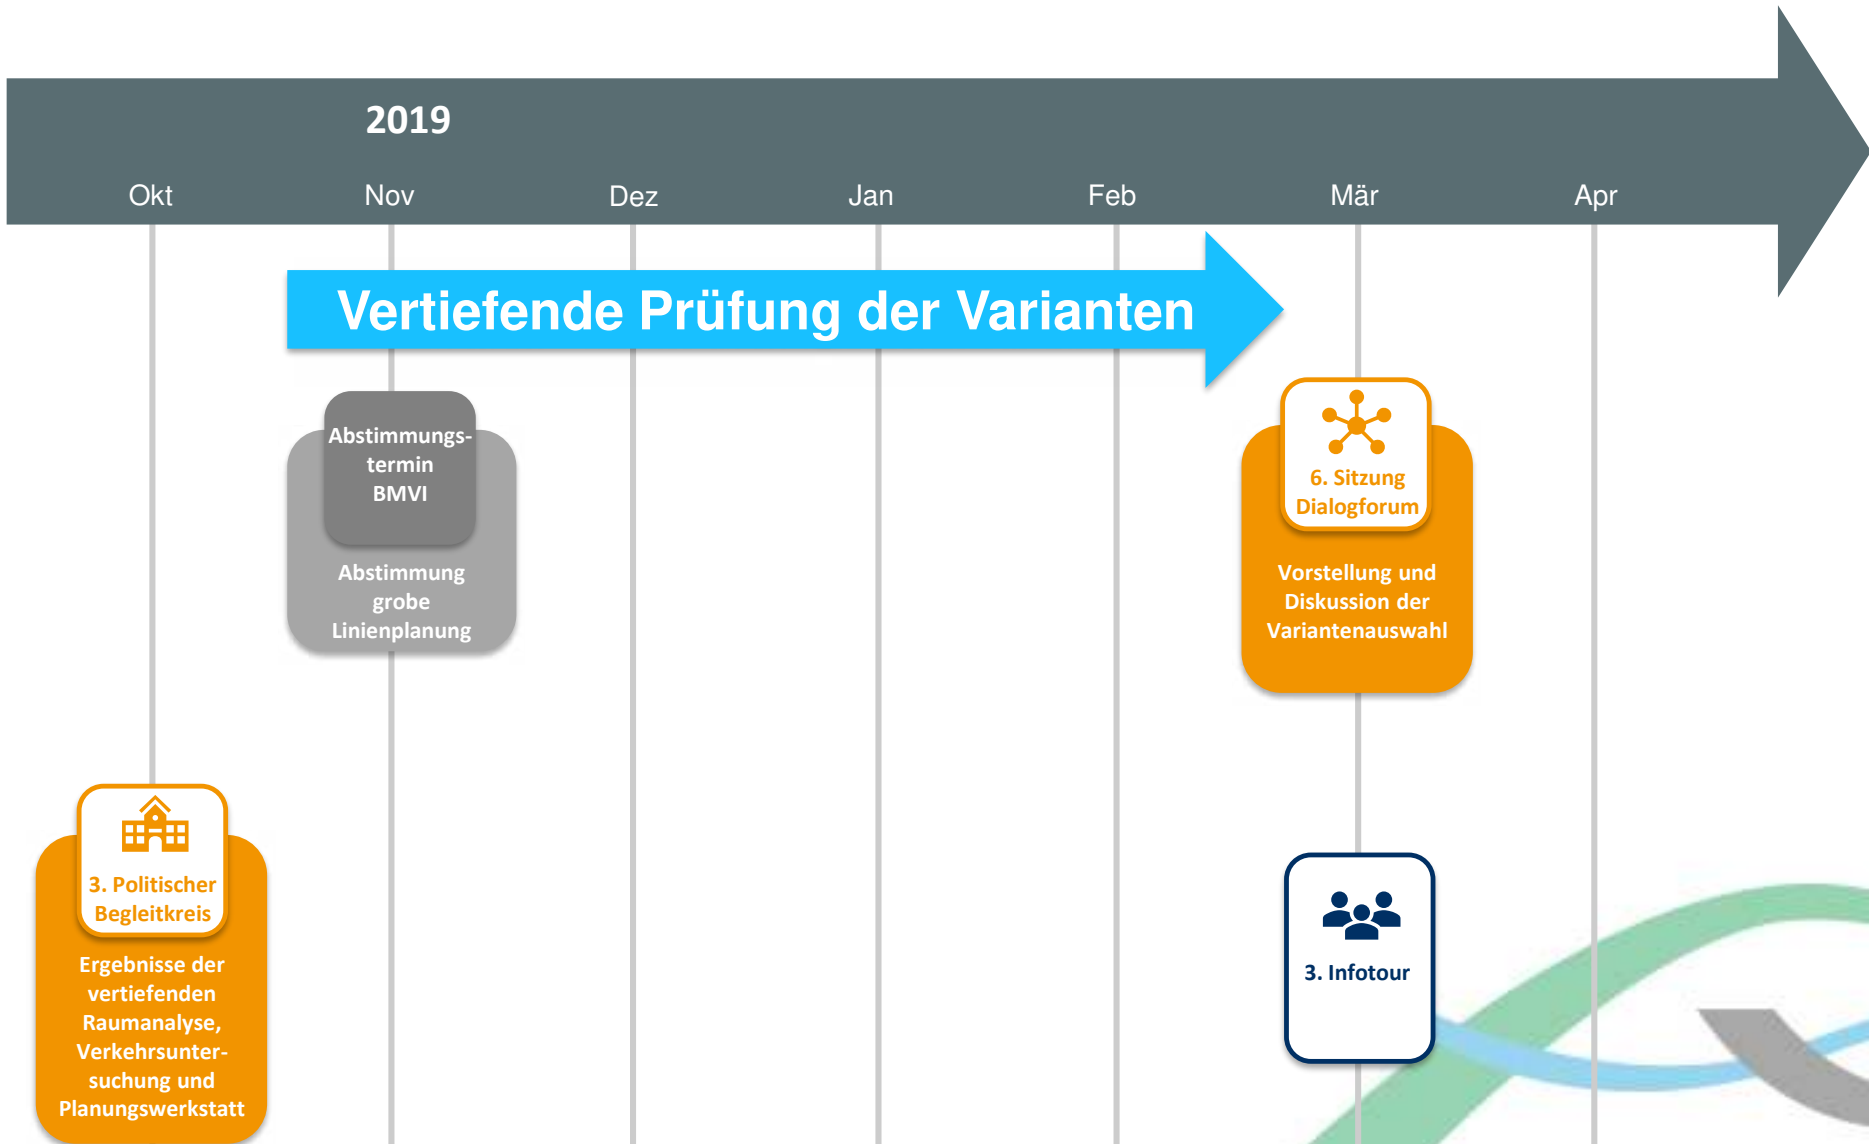 2019
Okt Nov Dez Jan Feb Mär Apr
Vertiefende Prüfung der Varianten
Abstimmungs-
termin
BMVI
Abstimmung
grobe
Linienplanung
6. Sitzung
Dialogforum
Vorstellung und
Diskussion der
Variantenauswahl
3. Politischer
Begleitkreis
Ergebnisse der
vertiefenden
Raumanalyse,
Verkehrsunter-
suchung und
Planungswerkstatt
3. Infotour